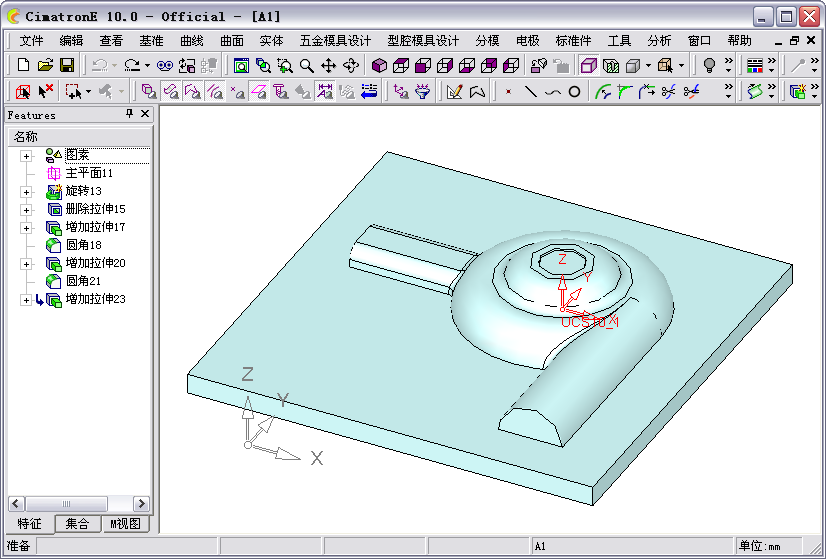 CimatronE 10.0 - Official - [A1]
文件 编辑 查看 基准 曲线 曲面 实体 五金模具设计 型腔模具设计 分模 电极 标准件 工具 分析 窗口 帮助
Features
名称
图素
主平面11
旋转13
删除拉伸15
增加拉伸17
圆角18
增加拉伸20
圆角21
增加拉伸23
Z
Y
X
Z
Y
X
特征 集合 M视图
准备 A1 单位:mm